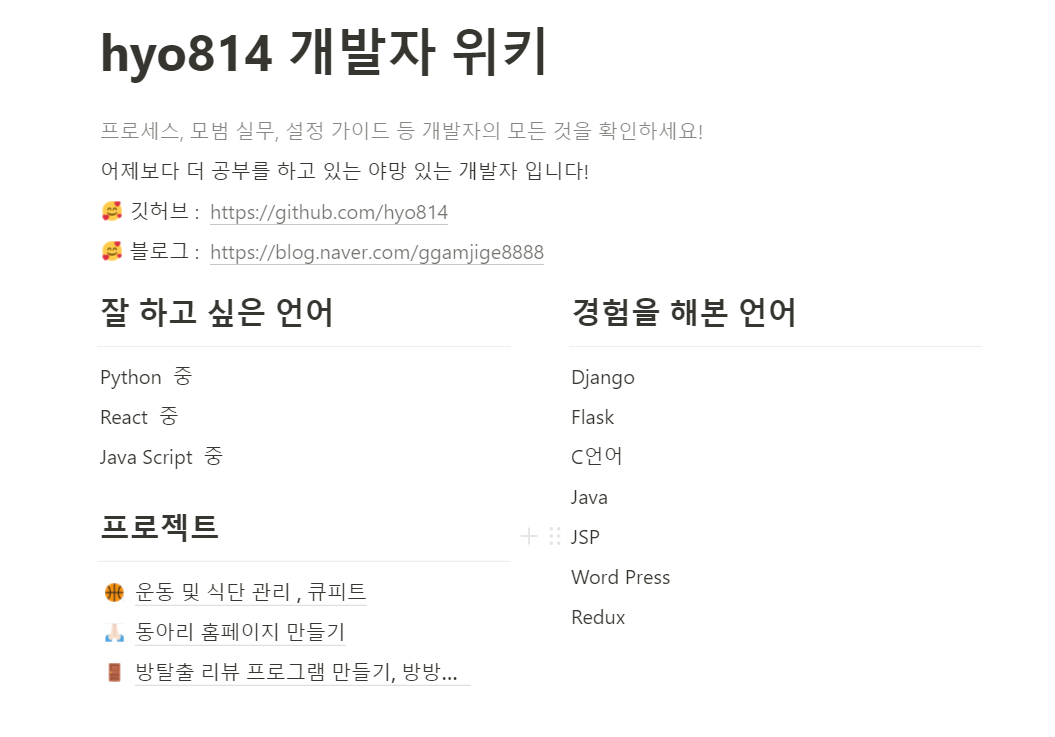 hyo814 개발자 위키
프로세스, 모범 실무, 설정 가이드 등 개발자의 모든 것을 확인하세요!
어제보다 더 공부를 하고 있는 야망 있는 개발자 입니다!
🥰 깃허브 : https://github.com/hyo814
🥰 블로그 : https://blog.naver.com/ggamjige8888
잘 하고 싶은 언어
Python 중
React 중
Java Script 중
프로젝트
🏀 운동 및 식단 관리 , 큐피트
🙏🏻 동아리 홈페이지 만들기
🚪 방탈출 리뷰 프로그램 만들기, 방방...
경험을 해본 언어
Django
Flask
C언어
Java
JSP
Word Press
Redux